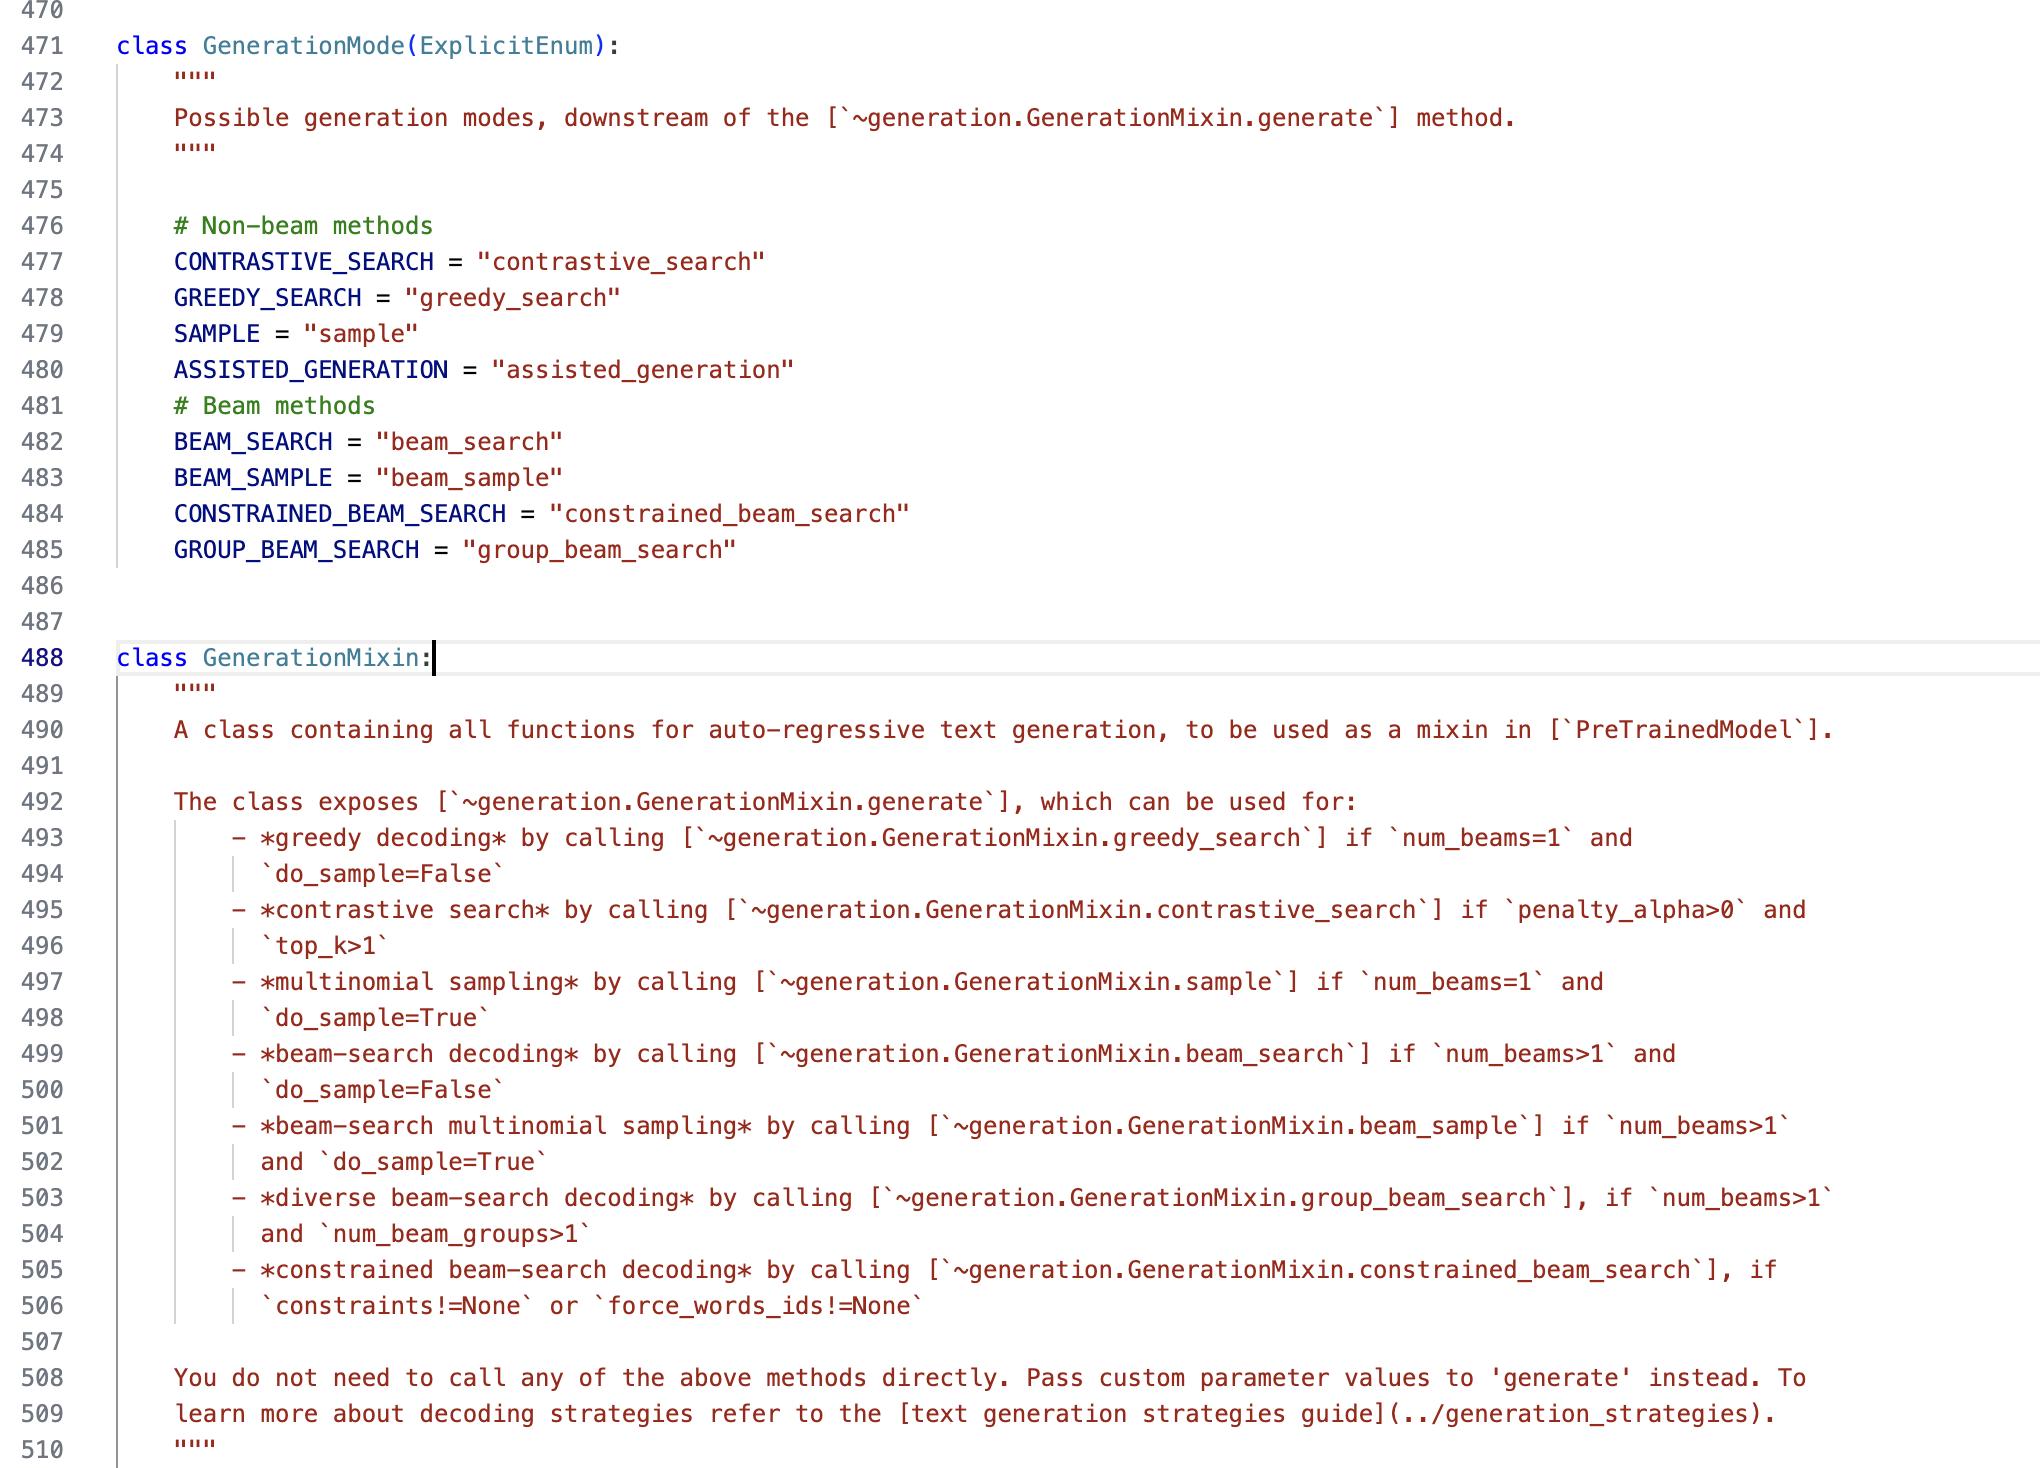 470
471 class GenerationMode(ExplicitEnum):
472     """
473     Possible generation modes, downstream of the [`~generation.GenerationMixin.generate`] method.
474     """
475
476     # Non-beam methods
477     CONTRASTIVE_SEARCH = "contrastive_search"
478     GREEDY_SEARCH = "greedy_search"
479     SAMPLE = "sample"
480     ASSISTED_GENERATION = "assisted_generation"
481     # Beam methods
482     BEAM_SEARCH = "beam_search"
483     BEAM_SAMPLE = "beam_sample"
484     CONSTRAINED_BEAM_SEARCH = "constrained_beam_search"
485     GROUP_BEAM_SEARCH = "group_beam_search"
486
487
488 class GenerationMixin:
489     """
490     A class containing all functions for auto-regressive text generation, to be used as a mixin in [`PreTrainedModel`].
491
492     The class exposes [`~generation.GenerationMixin.generate`], which can be used for:
493         - *greedy decoding* by calling [`~generation.GenerationMixin.greedy_search`] if `num_beams=1` and
494           `do_sample=False`
495         - *contrastive search* by calling [`~generation.GenerationMixin.contrastive_search`] if `penalty_alpha>0` and
496           `top_k>1`
497         - *multinomial sampling* by calling [`~generation.GenerationMixin.sample`] if `num_beams=1` and
498           `do_sample=True`
499         - *beam-search decoding* by calling [`~generation.GenerationMixin.beam_search`] if `num_beams>1` and
500           `do_sample=False`
501         - *beam-search multinomial sampling* by calling [`~generation.GenerationMixin.beam_sample`] if `num_beams>1`
502           and `do_sample=True`
503         - *diverse beam-search decoding* by calling [`~generation.GenerationMixin.group_beam_search`], if `num_beams>1`
504           and `num_beam_groups>1`
505         - *constrained beam-search decoding* by calling [`~generation.GenerationMixin.constrained_beam_search`], if
506           `constraints!=None` or `force_words_ids!=None`
507
508     You do not need to call any of the above methods directly. Pass custom parameter values to 'generate' instead. To
509     learn more about decoding strategies refer to the [text generation strategies guide](../generation_strategies).
510     """